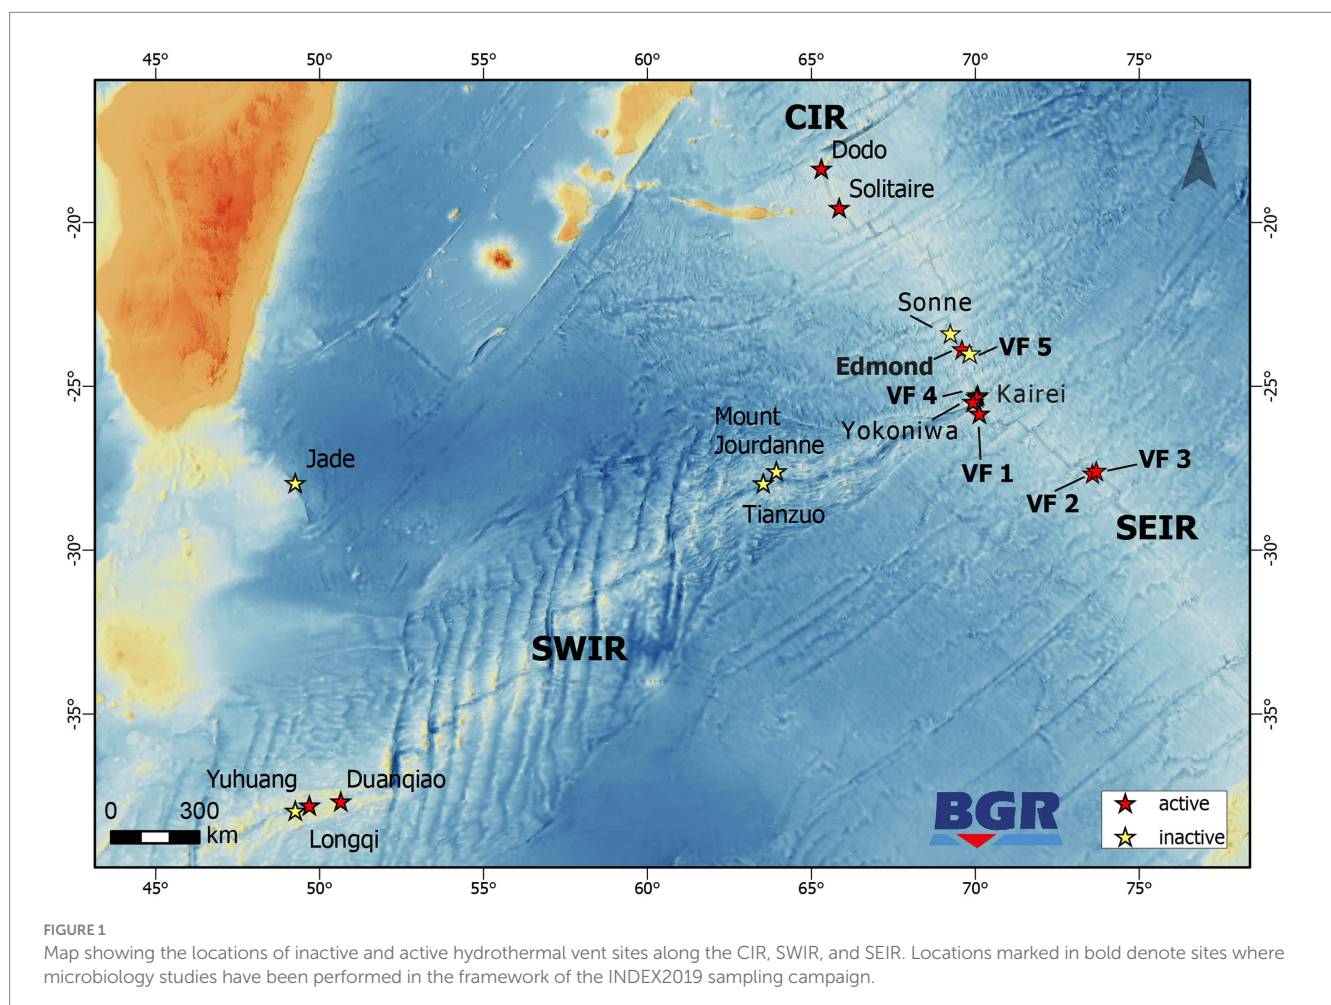 45° 50° 55° 60° 65° 70° 75°
CIR
N
Dodo
Solitaire
-20° -20°
Sonne
VF 5
Edmond
-25° -25°
VF 4 Kairei
Mount
Jourdanne
Yokoniwa
Jade
VF 1
VF 3
VF 2
Tianzuo
SEIR
-30° -30°
SWIR
-35° -35°
Yuhuang Duanqiao
Longqi
0 300
km
BGR
active
inactive
45° 50° 55° 60° 65° 70° 75°
FIGURE 1
Map showing the locations of inactive and active hydrothermal vent sites along the CIR, SWIR, and SEIR. Locations marked in bold denote sites where
microbiology studies have been performed in the framework of the INDEX2019 sampling campaign.